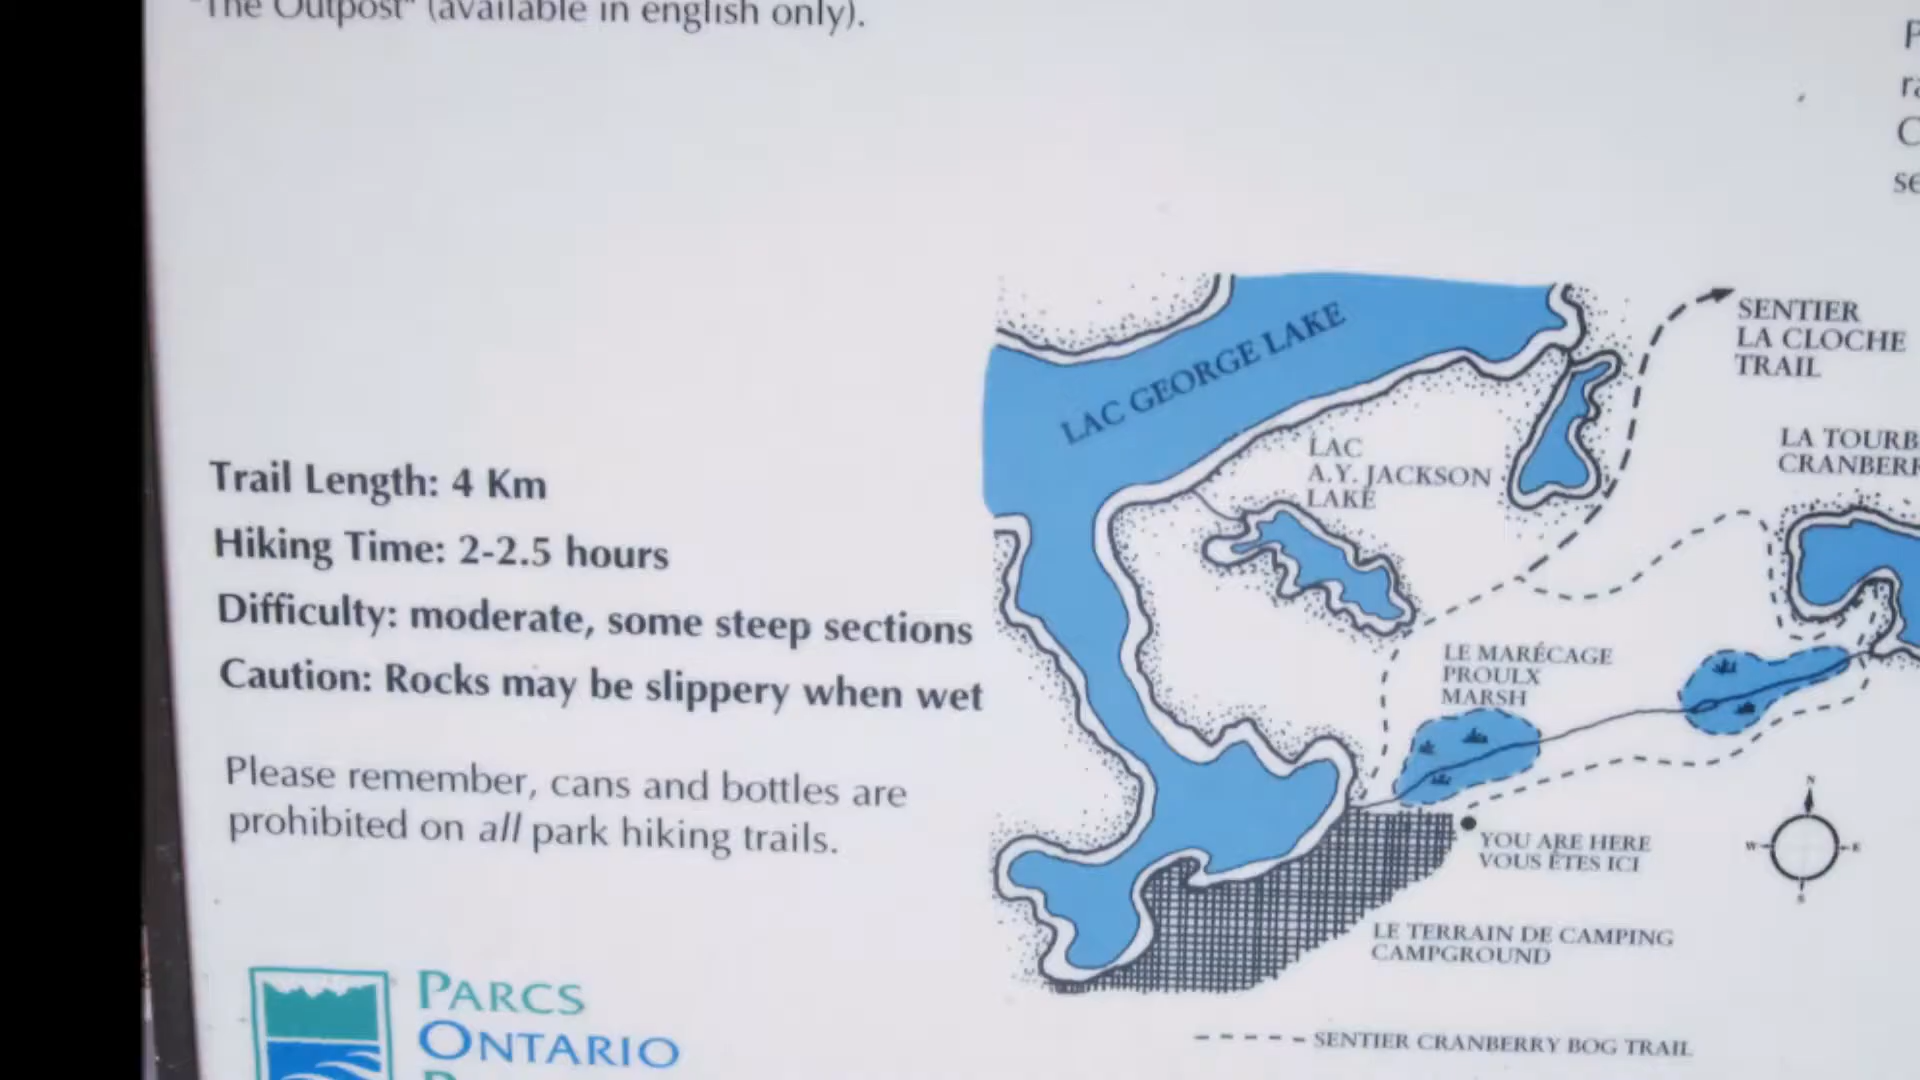 "The Outpost" (available in english only).
Trail Length: 4 Km
Hiking Time: 2-2.5 hours
Difficulty: moderate, some steep sections
Caution: Rocks may be slippery when wet
Please remember, cans and bottles are
prohibited on all park hiking trails.
PARCS
ONTARIO
LAC GEORGE LAKE
SENTIER
LA CLOCHE
TRAIL
LAC
A.Y. JACKSON
LAKE
LA TOURB
CRANBERR
LE MARÉCAGE
PROULX
MARSH
N
W
E
S
YOU ARE HERE
VOUS ÊTES ICI
LE TERRAIN DE CAMPING
CAMPGROUND
SENTIER CRANBERRY BOG TRAIL